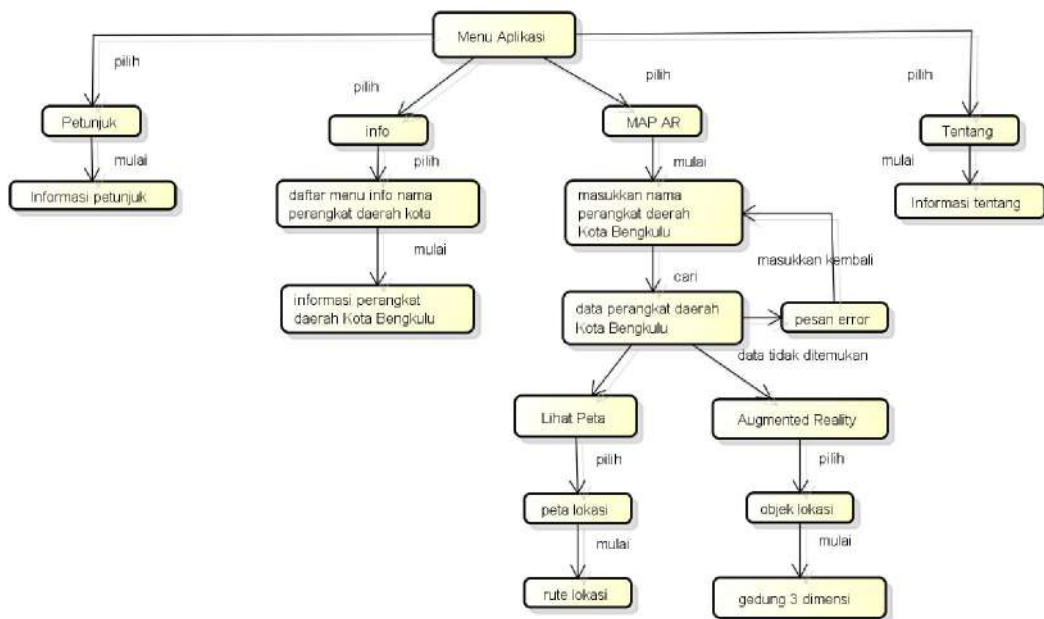 Menu Aplikasi
pilih
pilih
pilih
pilih
Petunjuk
info
MAP AR
Tentang
mulai
pilih
mulai
mulai
Informasi petunjuk
daftar menu info nama
perangkat daerah kota
masukkan nama
perangkat daerah
Kota Bengkulu
Informasi tentang
mulai
masukkan kembali
cari
informasi perangkat
daerah Kota Bengkulu
data perangkat daerah
Kota Bengkulu
pesan error
data tidak ditemukan
Lihat Peta
Augmented Reality
pilih
pilih
peta lokasi
objek lokasi
mulai
mulai
rute lokasi
gedung 3 dimensi